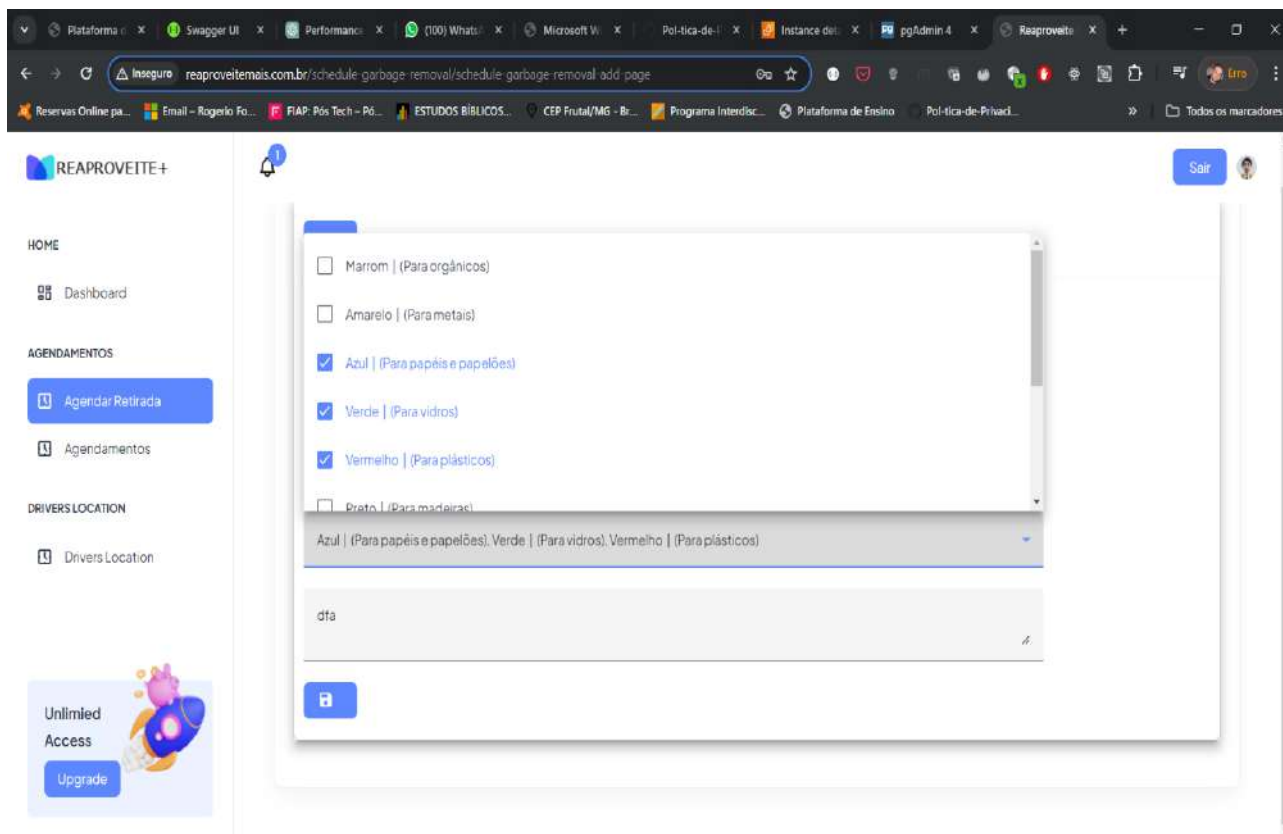 Plataforma d
Swagger UI
Performance
(100) Whats
Microsoft W
Pol-tica-de-
Instance det
pgAdmin 4
Reaproveite
Inseguro
reaproveitemais.com.br/schedule-garbage-removal/schedule-garbage-removal-add-page
Erro
Reservas Online pa...
Email – Rogerio Fo...
FIAP: Pós Tech – Pó...
ESTUDOS BÍBLICOS...
CEP Frutal/MG - Br...
Programa Interdisc...
Plataforma de Ensino
Pol-tica-de-Privaci...
»
Todos os marcadores
REAPROVEITE+
1
Sair
HOME
Dashboard
AGENDAMENTOS
Agendar Retirada
Agendamentos
DRIVERS LOCATION
Drivers Location
Unlimied
Access
Upgrade
Marrom | (Para orgânicos)
Amarelo | (Para metais)
Azul | (Para papéis e papelões)
Verde | (Para vidros)
Vermelho | (Para plásticos)
Preto | (Para madeiras)
Azul | (Para papéis e papelões), Verde | (Para vidros), Vermelho | (Para plásticos)
dfa